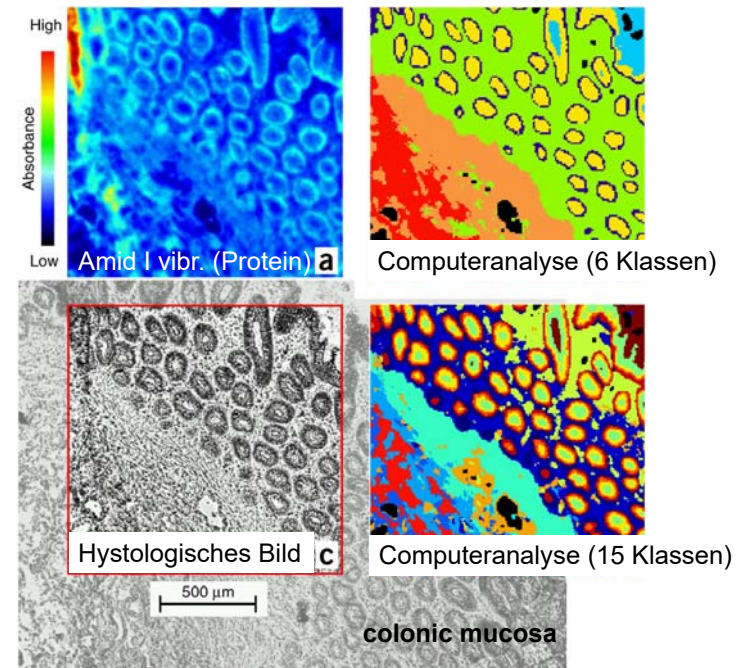 High
Absorbance
Low
Amid I vibr. (Protein) a
Computeranalyse (6 Klassen)
Hystologisches Bild c
Computeranalyse (15 Klassen)
500 µm
colonic mucosa